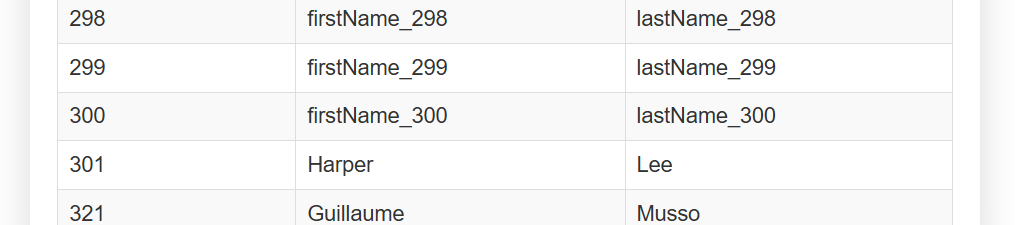 298 firstName_298 lastName_298
299 firstName_299 lastName_299
300 firstName_300 lastName_300
301 Harper Lee
321 Guillaume Musso